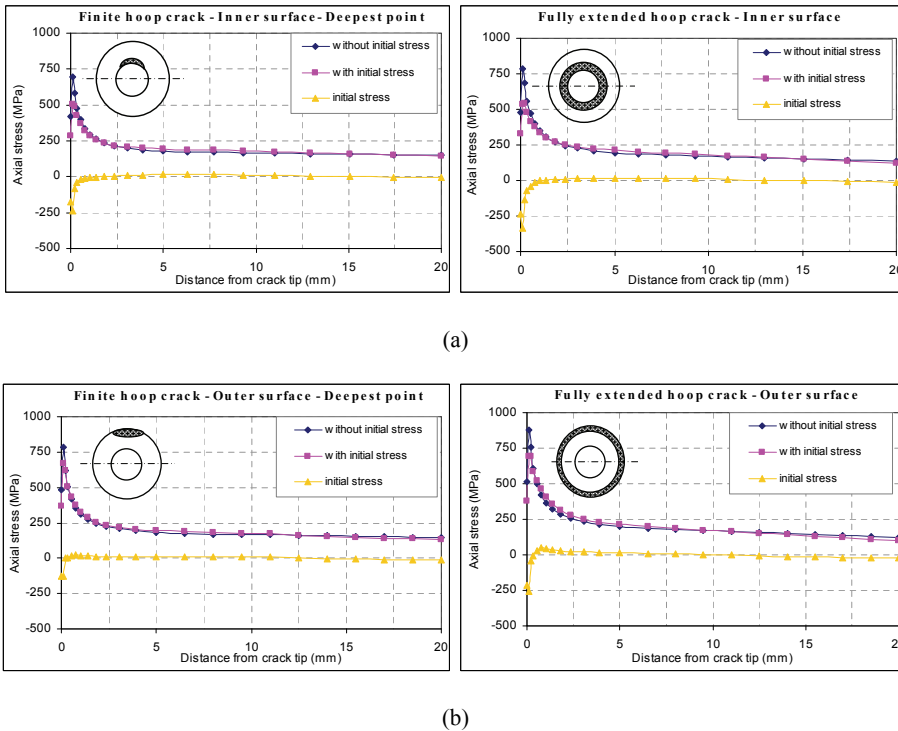 Finite hoop crack - Inner surface - Deepest point
1000
750
500
250
0
-250
-500
Axial stress (MPa)
without initial stress
with initial stress
initial stress
0 5 10 15 20
Distance from crack tip (mm)
Fully extended hoop crack - Inner surface
1000
750
500
250
0
-250
-500
Axial stress (MPa)
without initial stress
with initial stress
initial stress
0 5 10 15 20
Distance from crack tip (mm)
(a)
Finite hoop crack - Outer surface - Deepest point
1000
750
500
250
0
-250
-500
Axial stress (MPa)
without initial stress
with initial stress
initial stress
0 5 10 15 20
Distance from crack tip (mm)
Fully extended hoop crack - Outer surface
1000
750
500
250
0
-250
-500
Axial stress (MPa)
without initial stress
with initial stress
initial stress
0 5 10 15 20
Distance from crack tip (mm)
(b)